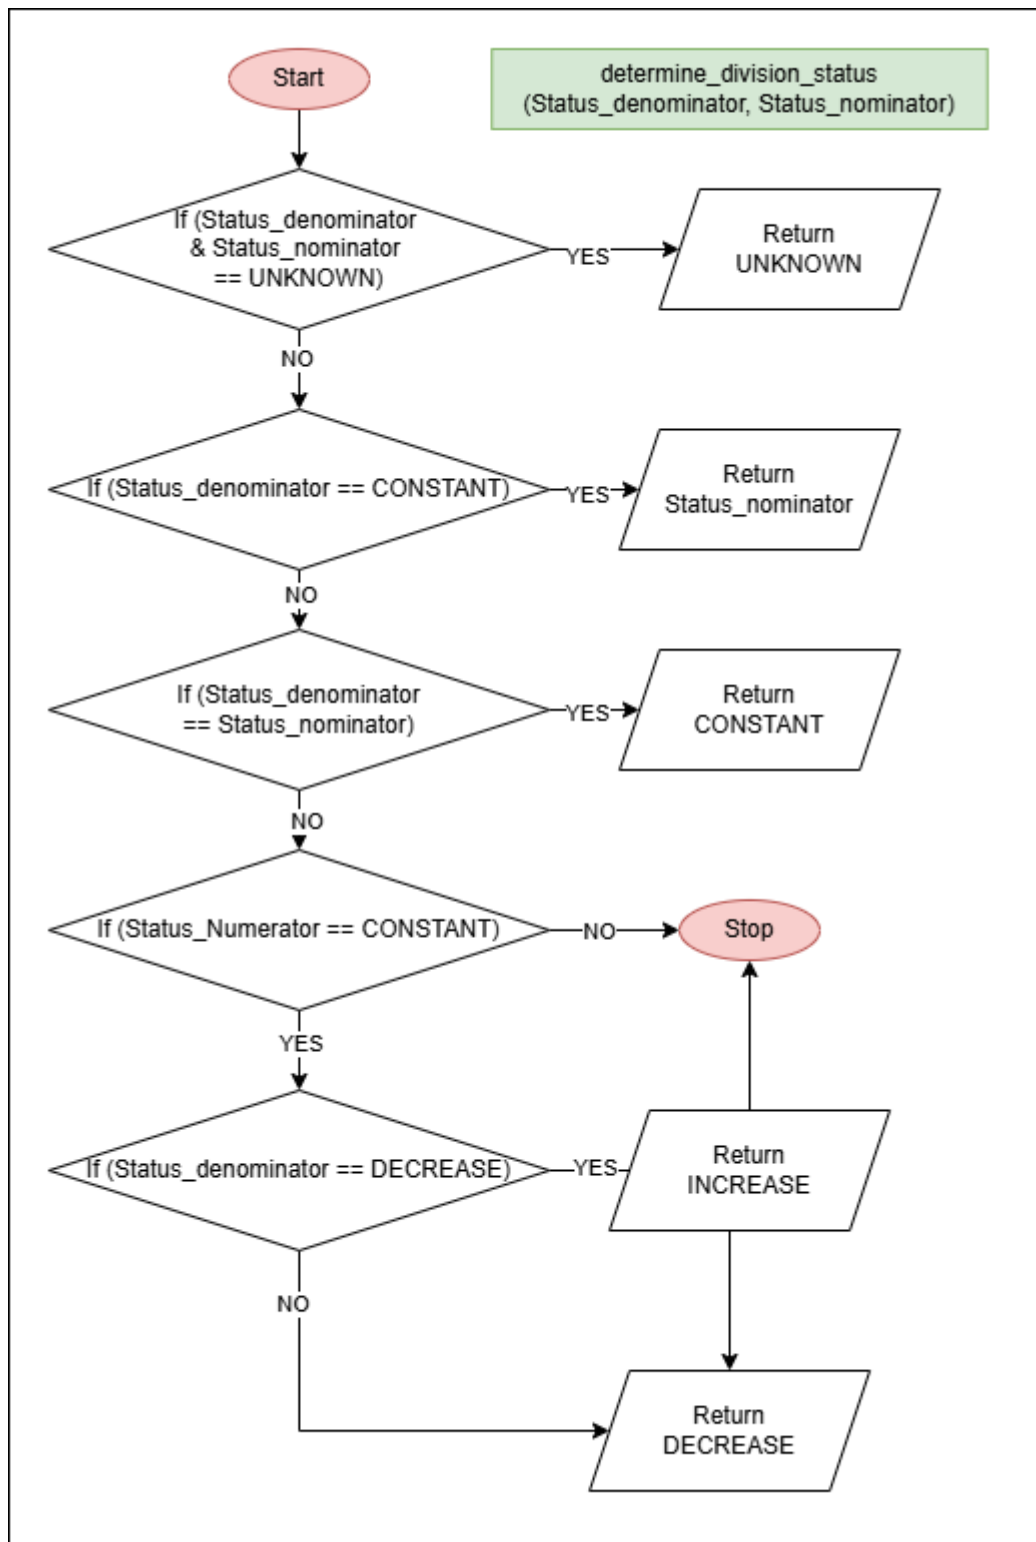 Start
determine_division_status
(Status_denominator, Status_nominator)
If (Status_denominator
& Status_nominator
== UNKNOWN)
YES
Return
UNKNOWN
NO
If (Status_denominator == CONSTANT)
YES
Return
Status_nominator
NO
If (Status_denominator
== Status_nominator)
YES
Return
CONSTANT
NO
If (Status_Numerator == CONSTANT)
NO
Stop
YES
If (Status_denominator == DECREASE)
YES
Return
INCREASE
NO
Return
DECREASE